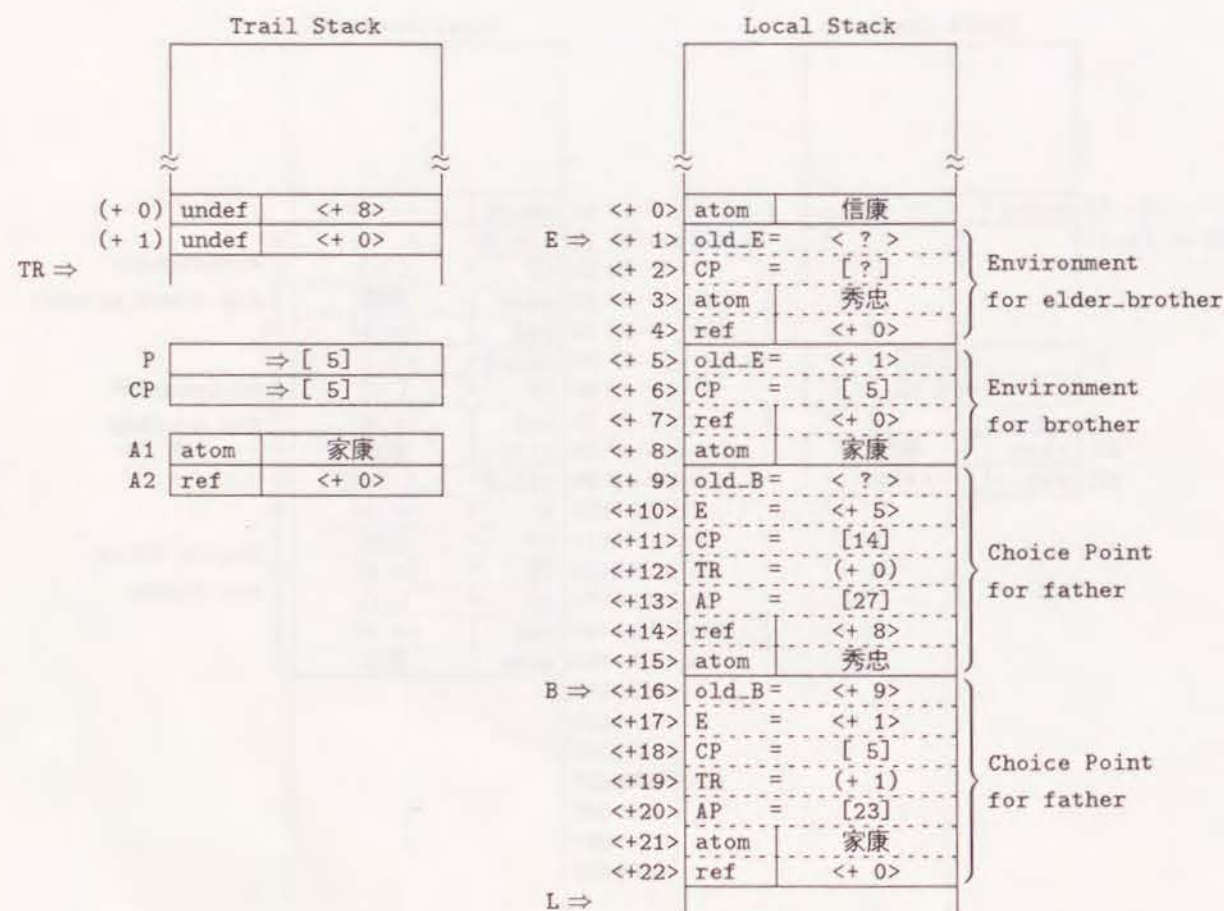 Trail Stack
(+ 0) undef <+ 8>
(+ 1) undef <+ 0>
TR ⇒
P ⇒ [ 5]
CP ⇒ [ 5]
A1 atom 家康
A2 ref <+ 0>
Local Stack
<+ 0> atom 信康
E ⇒ <+ 1> old_E= < ? >
<+ 2> CP = [ ? ]
<+ 3> atom 秀忠
<+ 4> ref <+ 0>
Environment
for elder_brother
<+ 5> old_E= <+ 1>
<+ 6> CP = [ 5]
<+ 7> ref <+ 0>
<+ 8> atom 家康
Environment
for brother
<+ 9> old_B= < ? >
<+10> E = <+ 5>
<+11> CP = [14]
<+12> TR = (+ 0)
<+13> AP = [27]
<+14> ref <+ 8>
<+15> atom 秀忠
Choice Point
for father
B ⇒ <+16> old_B= <+ 9>
<+17> E = <+ 1>
<+18> CP = [ 5]
<+19> TR = (+ 1)
<+20> AP = [23]
<+21> atom 家康
<+22> ref <+ 0>
Choice Point
for father
L ⇒